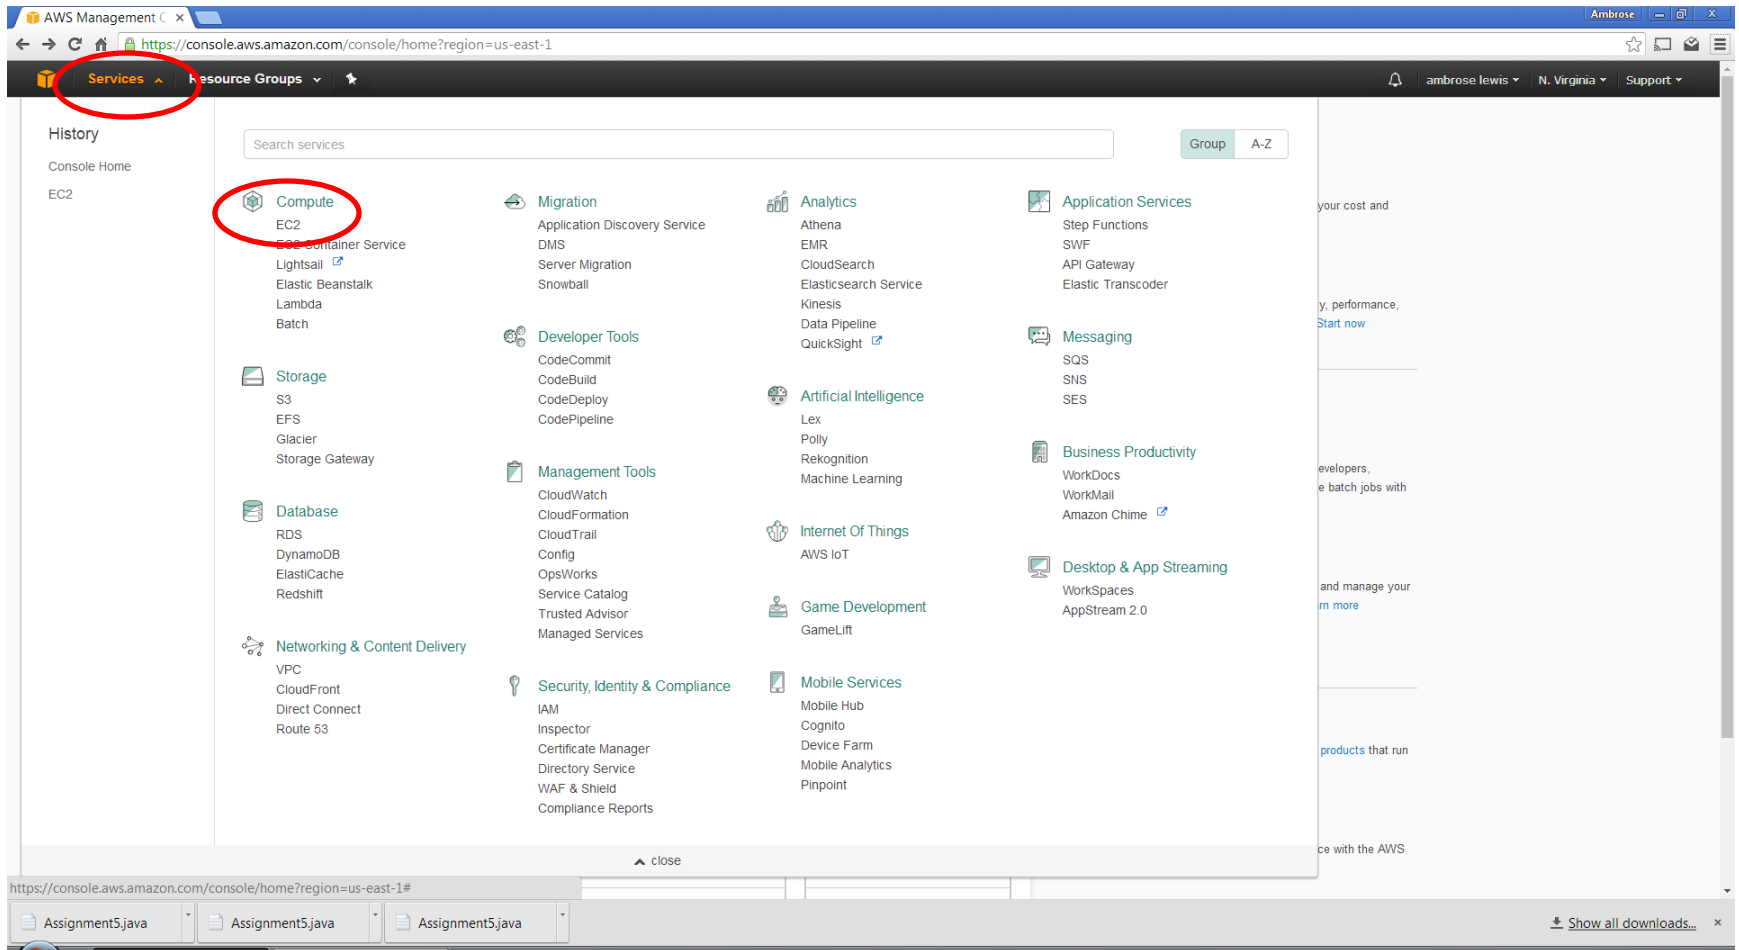 AWS Management C
Ambrose
https://console.aws.amazon.com/console/home?region=us-east-1
Services
Resource Groups
ambrose lewis
N. Virginia
Support
History
Console Home
EC2
Search services
Group
A-Z
Compute
EC2
EC2 Container Service
Lightsail
Elastic Beanstalk
Lambda
Batch
Storage
S3
EFS
Glacier
Storage Gateway
Database
RDS
DynamoDB
ElastiCache
Redshift
Networking & Content Delivery
VPC
CloudFront
Direct Connect
Route 53
Migration
Application Discovery Service
DMS
Server Migration
Snowball
Developer Tools
CodeCommit
CodeBuild
CodeDeploy
CodePipeline
Management Tools
CloudWatch
CloudFormation
CloudTrail
Config
OpsWorks
Service Catalog
Trusted Advisor
Managed Services
Security, Identity & Compliance
IAM
Inspector
Certificate Manager
Directory Service
WAF & Shield
Compliance Reports
Analytics
Athena
EMR
CloudSearch
Elasticsearch Service
Kinesis
Data Pipeline
QuickSight
Artificial Intelligence
Lex
Polly
Rekognition
Machine Learning
Internet Of Things
AWS IoT
Game Development
GameLift
Mobile Services
Mobile Hub
Cognito
Device Farm
Mobile Analytics
Pinpoint
Application Services
Step Functions
SWF
API Gateway
Elastic Transcoder
Messaging
SQS
SNS
SES
Business Productivity
WorkDocs
WorkMail
Amazon Chime
Desktop & App Streaming
WorkSpaces
AppStream 2.0
your cost and
y, performance,
Start now
evelopers,
e batch jobs with
and manage your
rn more
products that run
ce with the AWS
close
https://console.aws.amazon.com/console/home?region=us-east-1#
Assignment5.java
Assignment5.java
Assignment5.java
Show all downloads...